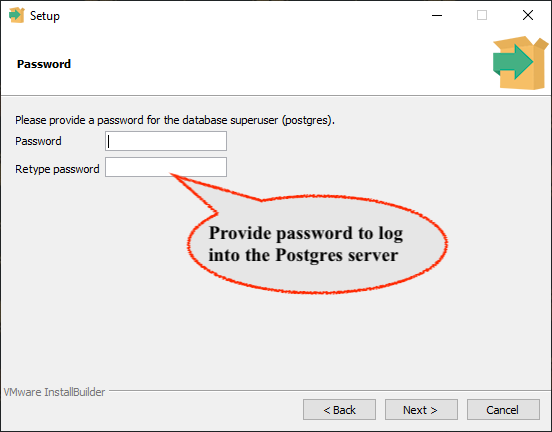 Setup
Password
Please provide a password for the database superuser (postgres).
Password
Retype password
Provide password to log
into the Postgres server
VMware InstallBuilder
< Back
Next >
Cancel